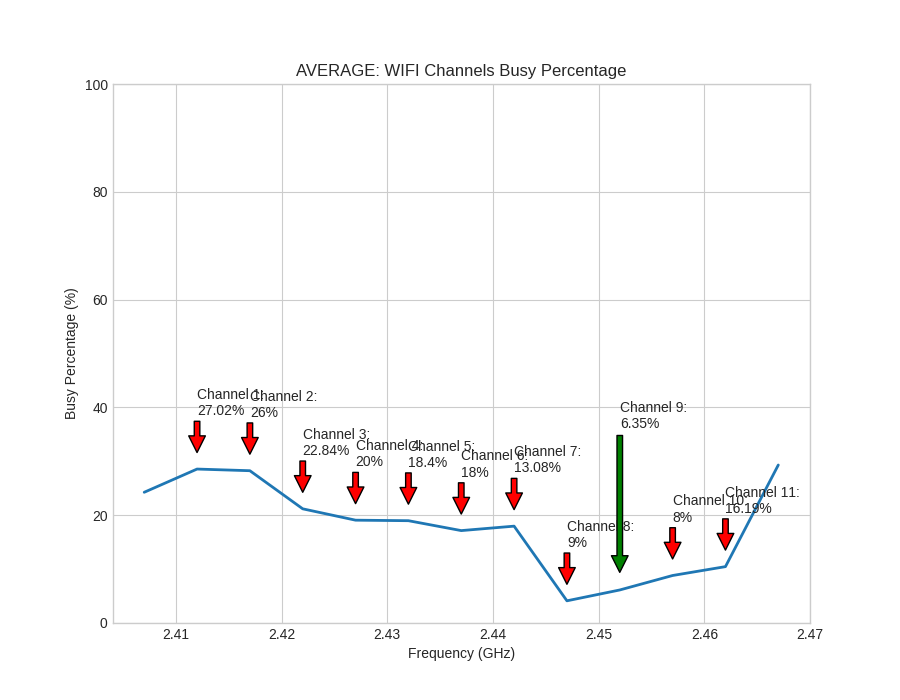 AVERAGE: WIFI Channels Busy Percentage
Busy Percentage (%)
100
80
60
40
20
0
Channel 1:
27.02%
Channel 2:
26%
Channel 3:
22.84%
Channel 4:
20%
Channel 5:
18.4%
Channel 6:
18%
Channel 7:
13.08%
Channel 8:
9%
Channel 9:
6.35%
Channel 10:
8%
Channel 11:
16.19%
2.41
2.42
2.43
2.44
2.45
2.46
2.47
Frequency (GHz)